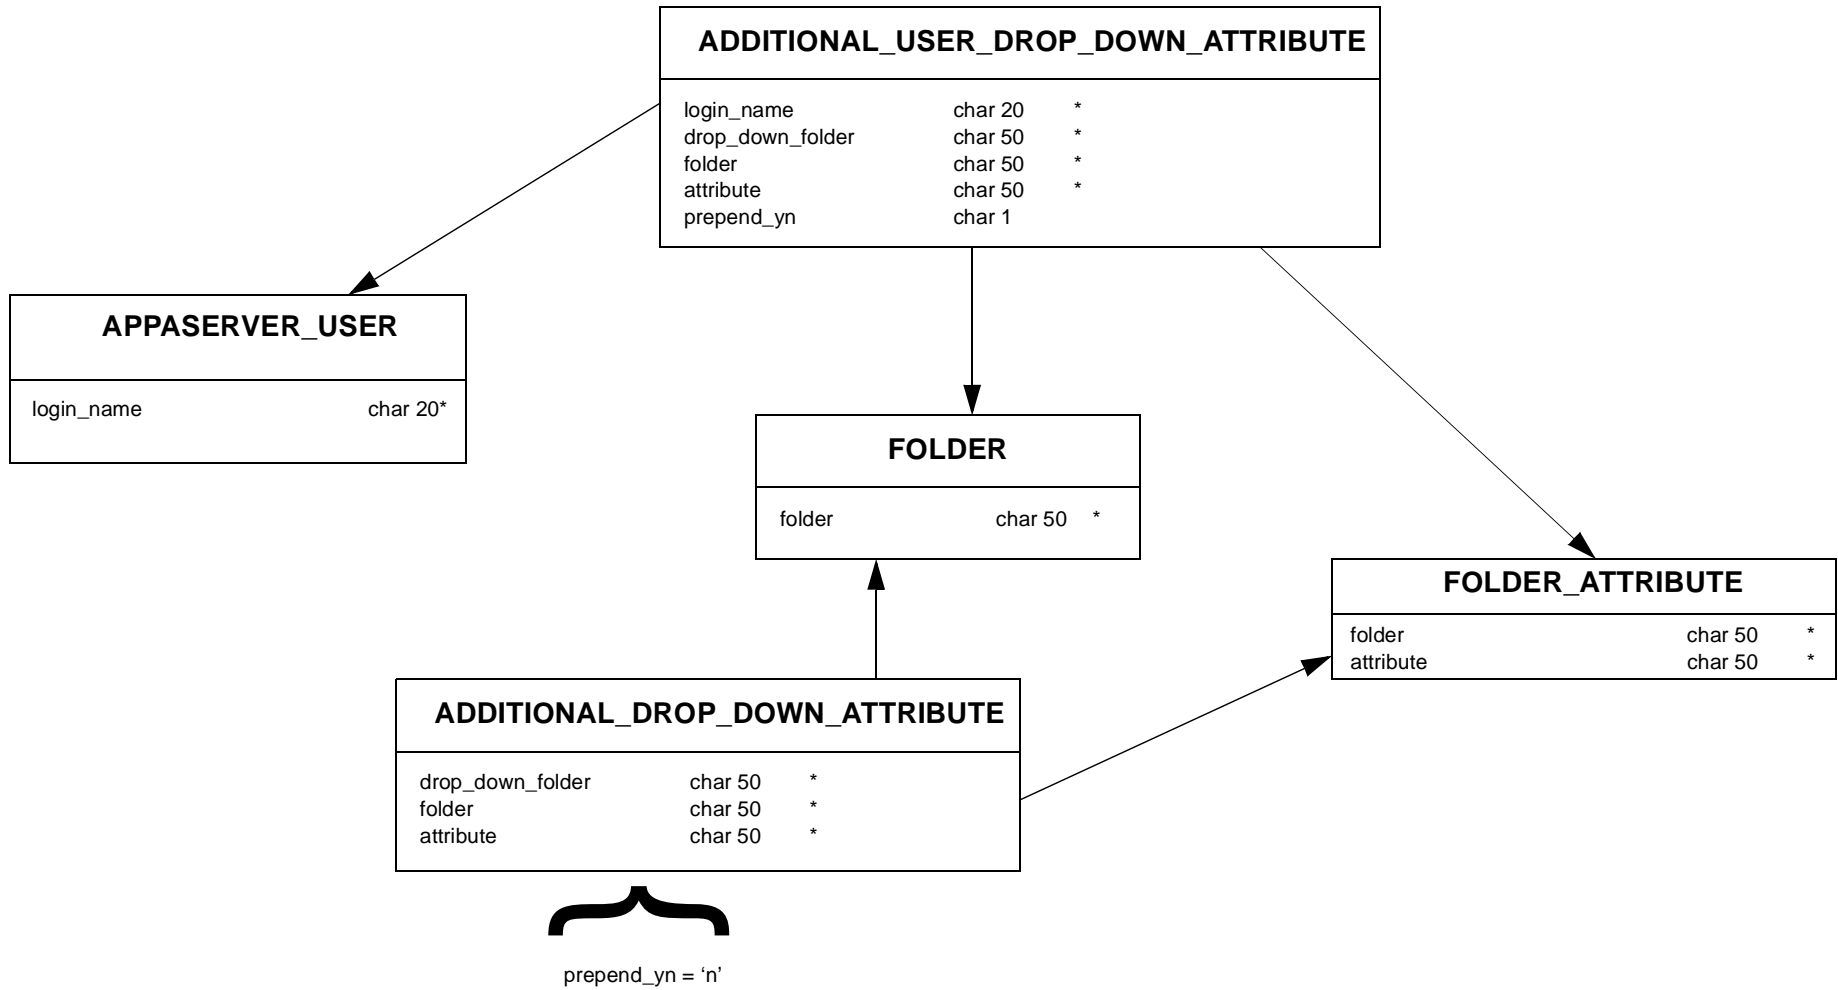 ADDITIONAL_USER_DROP_DOWN_ATTRIBUTE
login_name char 20 *
drop_down_folder char 50 *
folder char 50 *
attribute char 50 *
prepend_yn char 1
APPASERVER_USER
login_name char 20*
FOLDER
folder char 50 *
FOLDER_ATTRIBUTE
folder char 50 *
attribute char 50 *
ADDITIONAL_DROP_DOWN_ATTRIBUTE
drop_down_folder char 50 *
folder char 50 *
attribute char 50 *
prepend_yn = ‘n’